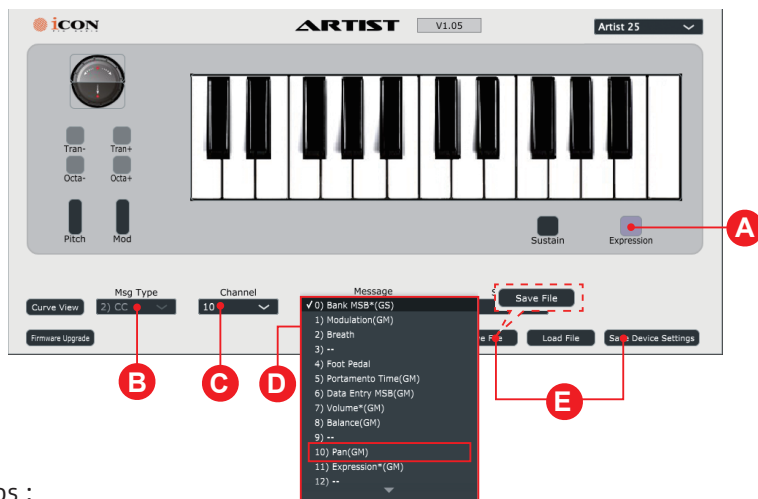 iCON
ARTIST
V1.05
Artist 25
Tran-
Tran+
Octa-
Octa+
Pitch
Mod
Sustain
Expression
A
Msg Type
Channel
Message
S
Curve View
2) CC
10
✓ 0) Bank MSB*(GS)
Save File
1) Modulation(GM)
2) Breath
Firmware Upgrade
3) --
e File
Load File
Save Device Settings
4) Foot Pedal
B
C
D
5) Portamento Time(GM)
6) Data Entry MSB(GM)
E
7) Volume*(GM)
8) Balance(GM)
9) --
10) Pan(GM)
11) Expression*(GM)
12) --
os :